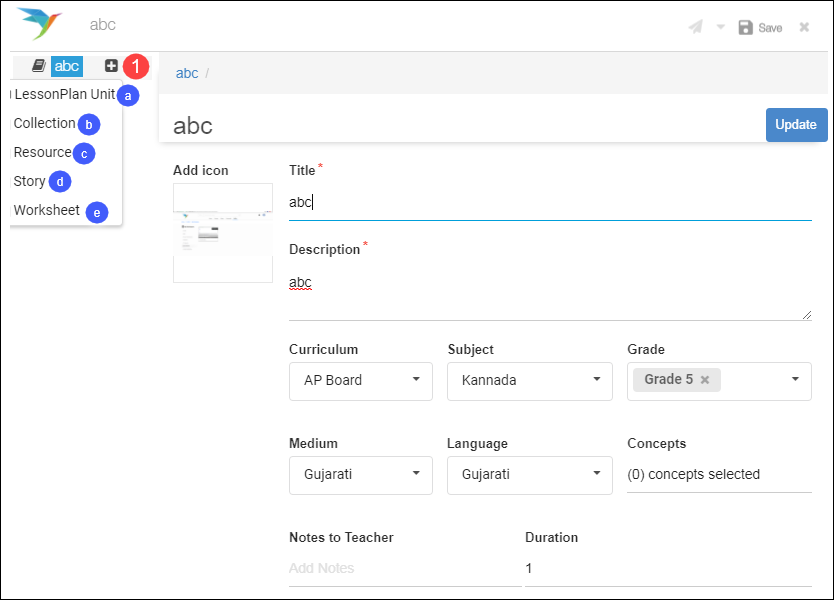 abc
Save
abc
1
abc /
LessonPlan Unit a
Collection b
Resource c
Story d
Worksheet e
abc
Update
Add icon
Title *
abc
Description *
abc
Curriculum Subject Grade
AP Board Kannada Grade 5 ×
Medium Language Concepts
Gujarati Gujarati (0) concepts selected
Notes to Teacher Duration
Add Notes 1